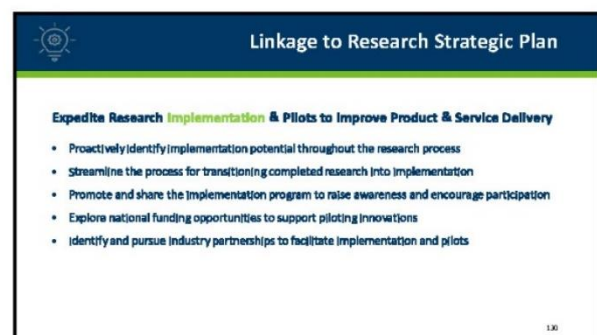 Linkage to Research Strategic Plan
Expedite Research Implementation & Pilots to Improve Product & Service Delivery
• Proactively identify implementation potential throughout the research process
• Streamline the process for transitioning completed research into implementation
• Promote and share the implementation program to raise awareness and encourage participation
• Explore national funding opportunities to support piloting innovations
• Identify and pursue industry partnerships to facilitate implementation and pilots